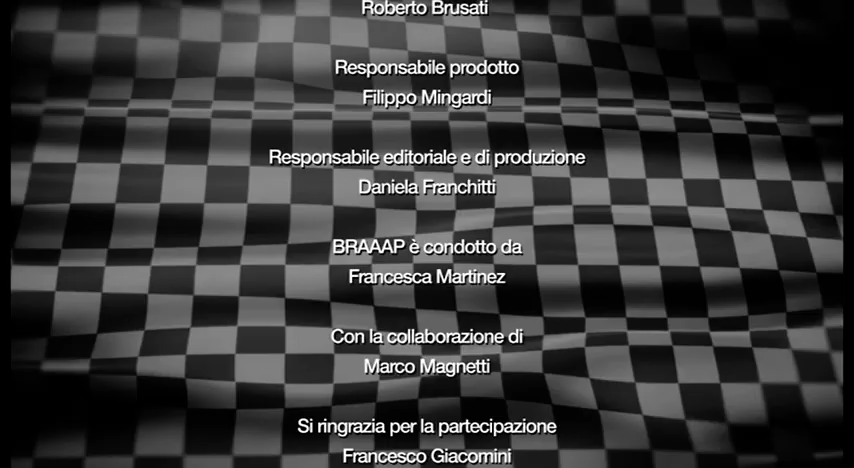 Roberto Brusati
Responsabile prodotto
Filippo Mingardi
Responsabile editoriale e di produzione
Daniela Franchitti
BRAAAP è condotto da
Francesca Martinez
Con la collaborazione di
Marco Magnetti
Si ringrazia per la partecipazione
Francesco Giacomini